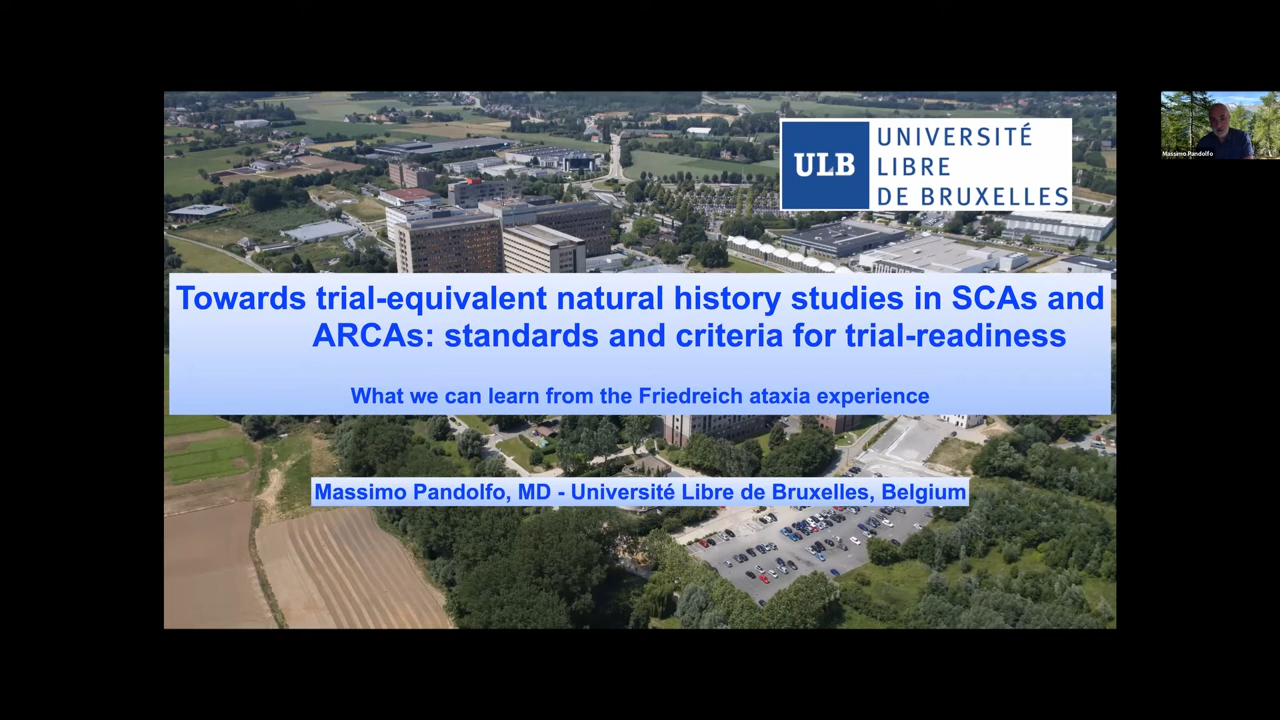 ULB
UNIVERSITÉ
LIBRE
DE BRUXELLES
Towards trial-equivalent natural history studies in SCAs and
ARCAs: standards and criteria for trial-readiness
What we can learn from the Friedreich ataxia experience
Massimo Pandolfo, MD - Université Libre de Bruxelles, Belgium
Massimo Pandolfo